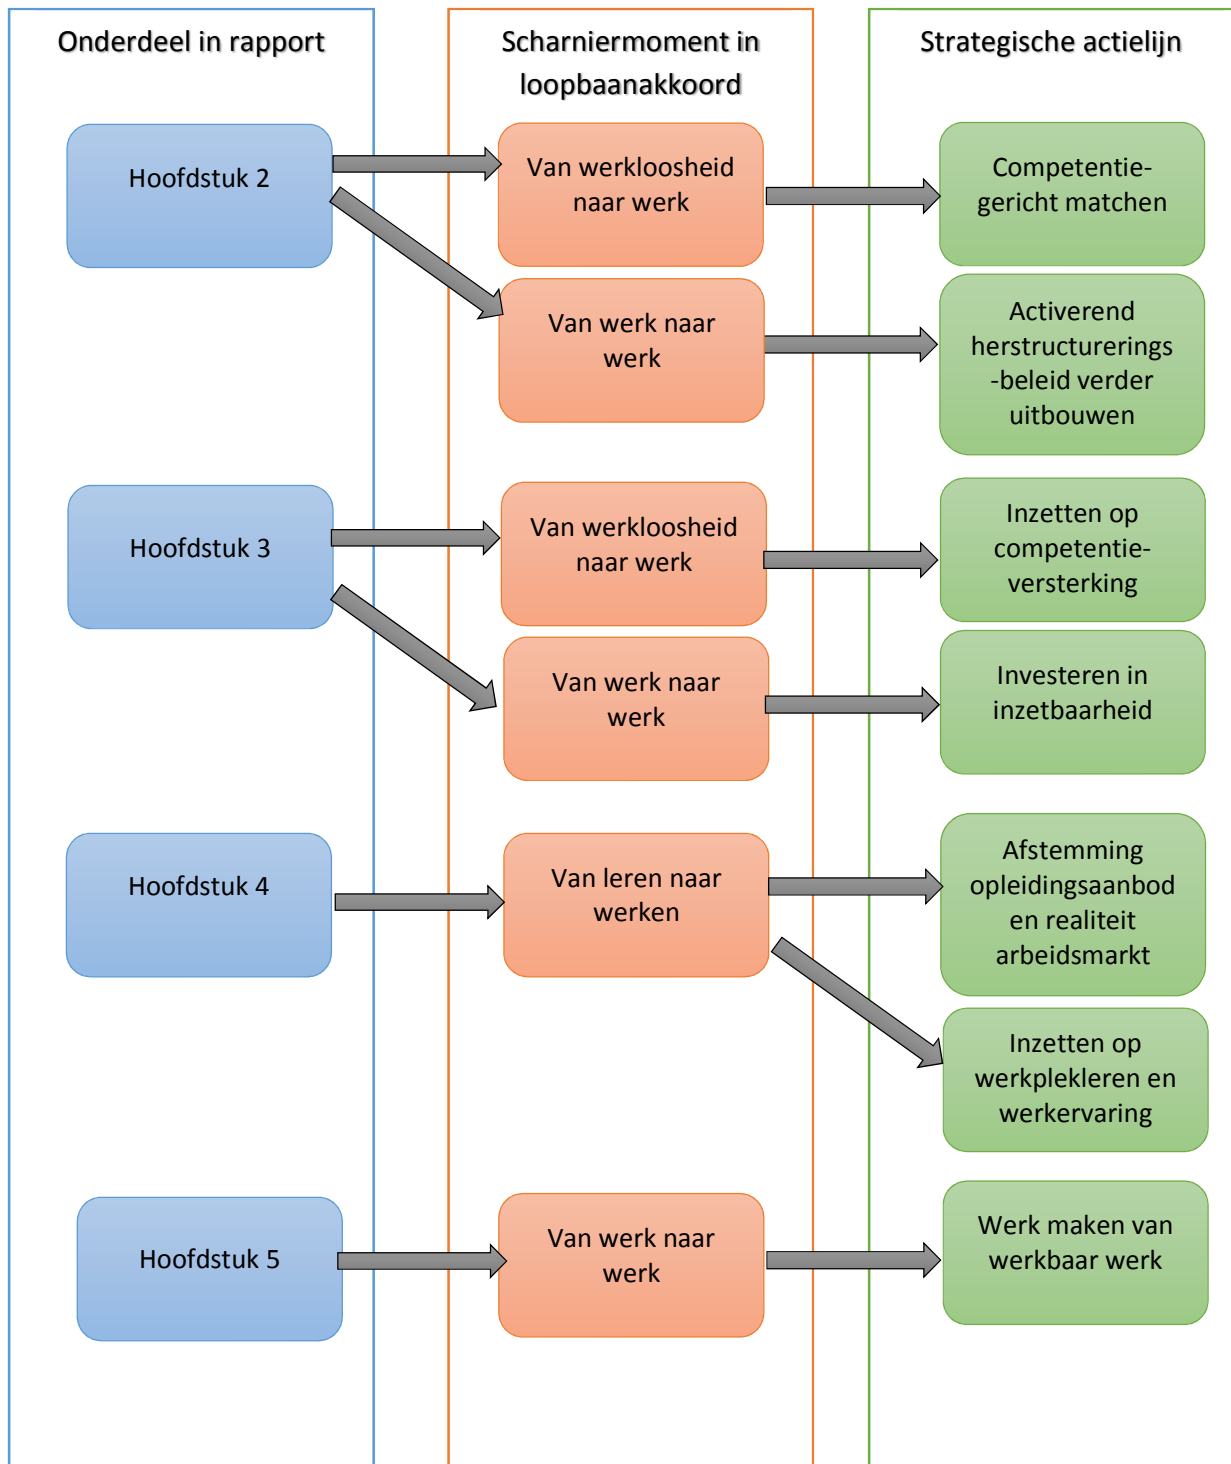 Onderdeel in rapport
Scharniermoment in
loopbaanakkoord
Strategische actielijn
Hoofdstuk 2
Van werkloosheid
naar werk
Competentie-
gericht matchen
Van werk naar
werk
Activerend
herstructurerings
-beleid verder
uitbouwen
Hoofdstuk 3
Van werkloosheid
naar werk
Inzetten op
competentie-
versterking
Van werk naar
werk
Investeren in
inzetbaarheid
Hoofdstuk 4
Van leren naar
werken
Afstemming
opleidingsaanbod
en realiteit
arbeidsmarkt
Inzetten op
werkplekleren en
werkervaring
Hoofdstuk 5
Van werk naar
werk
Werk maken van
werkbaar werk